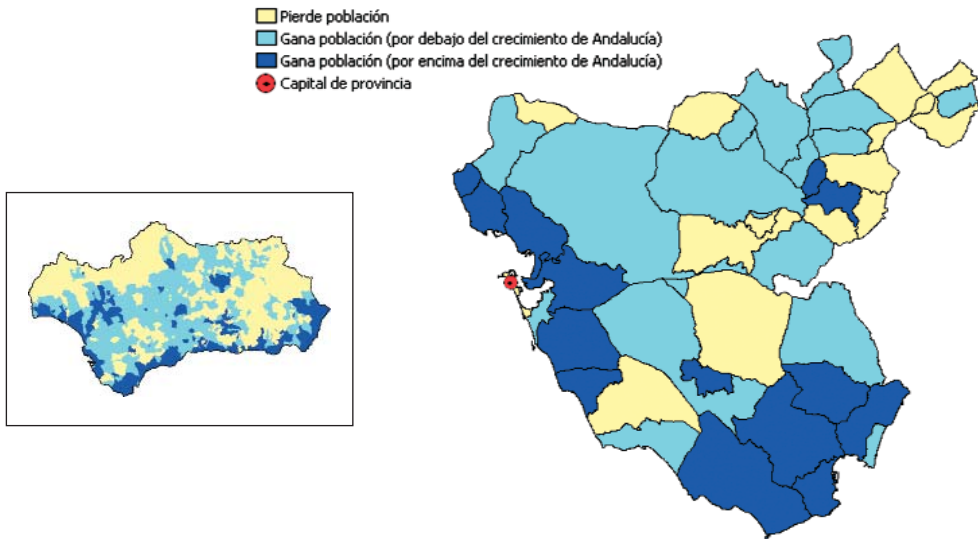 Pierde población
Gana población (por debajo del crecimiento de Andalucía)
Gana población (por encima del crecimiento de Andalucía)
Capital de provincia